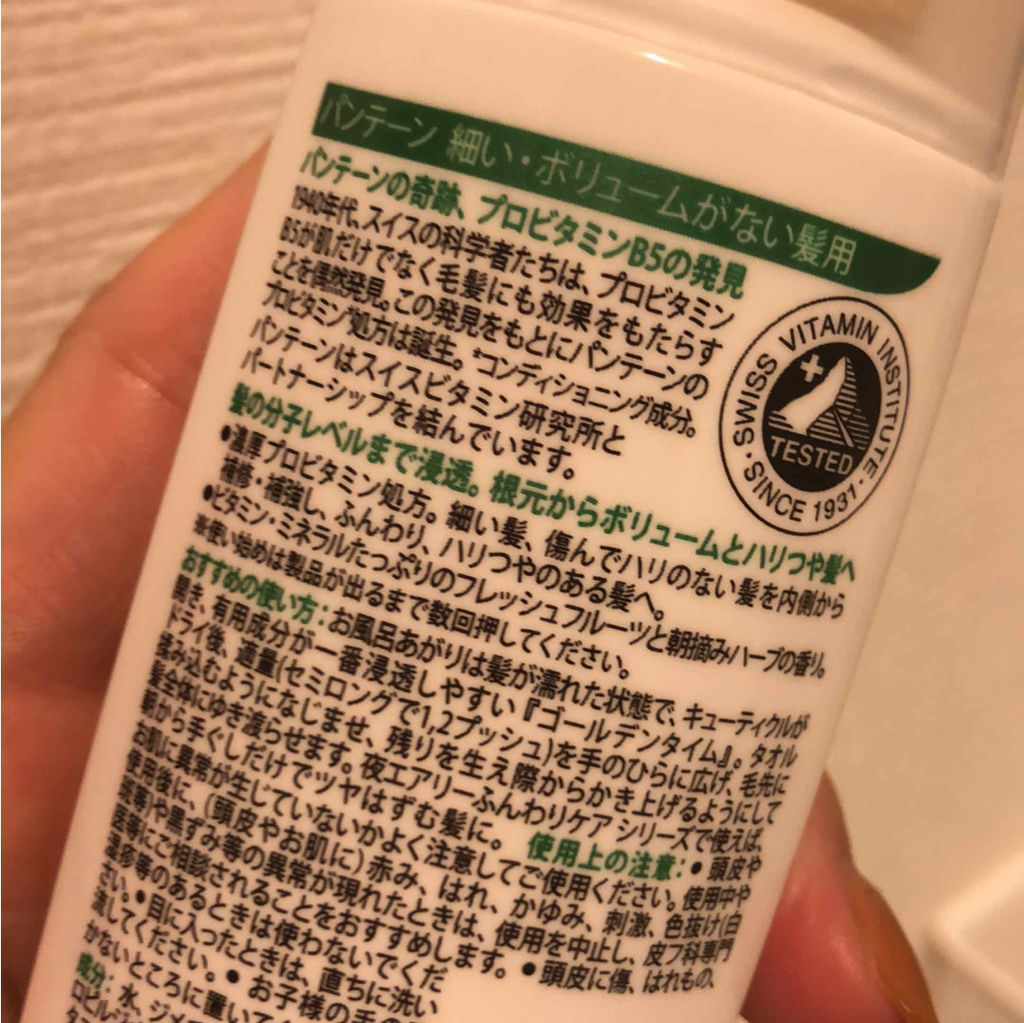 パンテーン 細い・ボリュームがない髪用
パンテーンの奇跡、プロビタミンB5の発見
1940年代、スイスの科学者たちは、プロビタミン
B5が肌だけでなく毛髪にも効果をもたらす
ことを偶然発見。この発見をもとにパンテーンの
プロビタミン*処方は誕生。*コンディショニング成分。
パンテーンはスイスビタミン研究所と
パートナーシップを結んでいます。
SWISS VITAMIN INSTITUTE
TESTED
SINCE 1931
髪の分子レベルまで浸透。根元からボリュームとハリつや髪へ
●濃厚プロビタミン処方。細い髪、傷んでハリのない髪を内側から
補修・補強し、ふんわり、ハリつやのある髪へ。
●ビタミン・ミネラルたっぷりのフレッシュフルーツと朝摘みハーブの香り。
※使い始めは製品が出るまで数回押してください。
おすすめの使い方：お風呂あがりは髪が濡れた状態で、キューティクルが
開き、有用成分が一番浸透しやすい『ゴールデンタイム』。タオル
ドライ後、適量(セミロングで1,2プッシュ)を手のひらに広げ、毛先に
揉み込むようになじませ、残りを生え際からかき上げるようにして
髪全体にゆき渡らせます。夜エアリーふんわりケア シリーズで使えば、
朝から手ぐしだけでツヤはずむ髪に。 使用上の注意：●頭皮や
お肌に異常が生じていないかよく注意してご使用ください。使用中や
使用後に、(頭皮やお肌に)赤み、はれ、かゆみ、刺激、色抜け(白
斑等)や黒ずみ等の異常が現れたときは、使用を中止し、皮フ科専門
医等にご相談されることをおすすめします。●頭皮に傷、はれもの、
湿疹等のあるときは使わないでくだ
さい。●目に入ったときは、直ちに洗い
流してください。●お子様の手の
かないところに置いて
成分：水、ジメ
ロピル